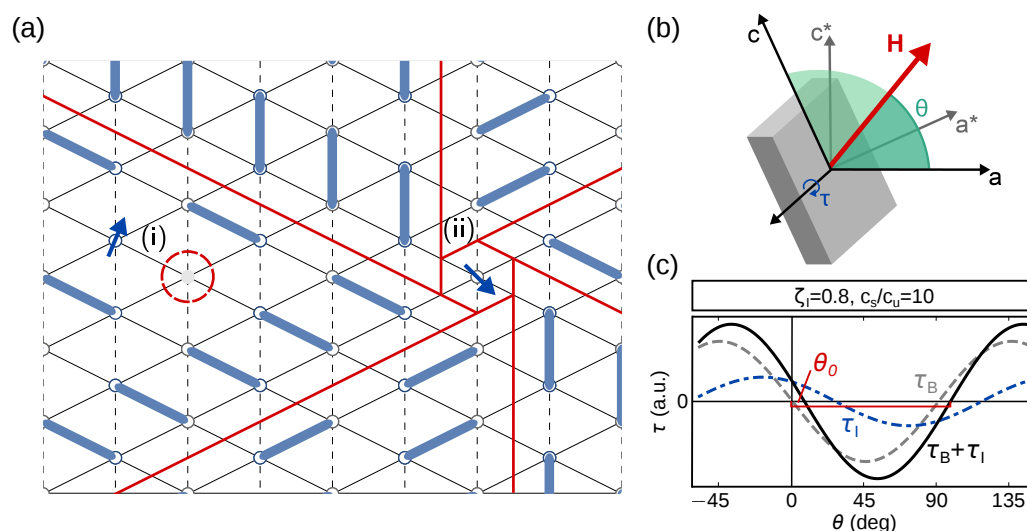 (a)
(i)
(ii)
(b)
c
c*
H
θ
a*
a
τ
(c)
ζI=0.8, cs/cu=10
τ (a.u.)
0
θ0
τB
τI
τB+τI
−45 0 45 90 135
θ (deg)